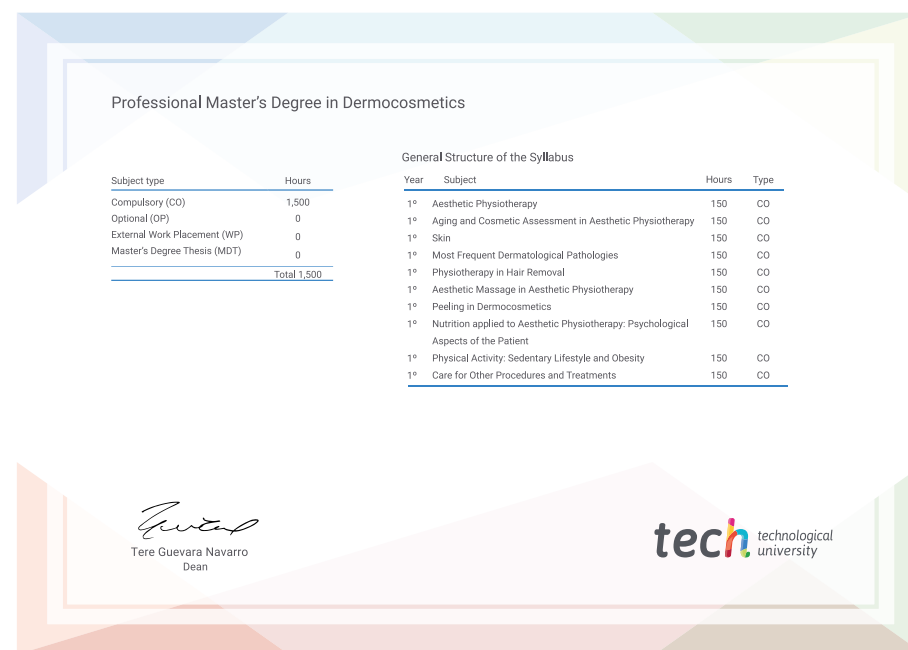 Professional Master's Degree in Dermocosmetics
Subject type Hours
Compulsory (CO) 1,500
Optional (OP) 0
External Work Placement (WP) 0
Master's Degree Thesis (MDT) 0
Total 1,500
General Structure of the Syllabus
Year Subject Hours Type
1º Aesthetic Physiotherapy 150 CO
1º Aging and Cosmetic Assessment in Aesthetic Physiotherapy 150 CO
1º Skin 150 CO
1º Most Frequent Dermatological Pathologies 150 CO
1º Physiotherapy in Hair Removal 150 CO
1º Aesthetic Massage in Aesthetic Physiotherapy 150 CO
1º Peeling in Dermocosmetics 150 CO
1º Nutrition applied to Aesthetic Physiotherapy: Psychological 150 CO
Aspects of the Patient
1º Physical Activity: Sedentary Lifestyle and Obesity 150 CO
1º Care for Other Procedures and Treatments 150 CO
Tere Guevara Navarro
Dean
tech technological
university